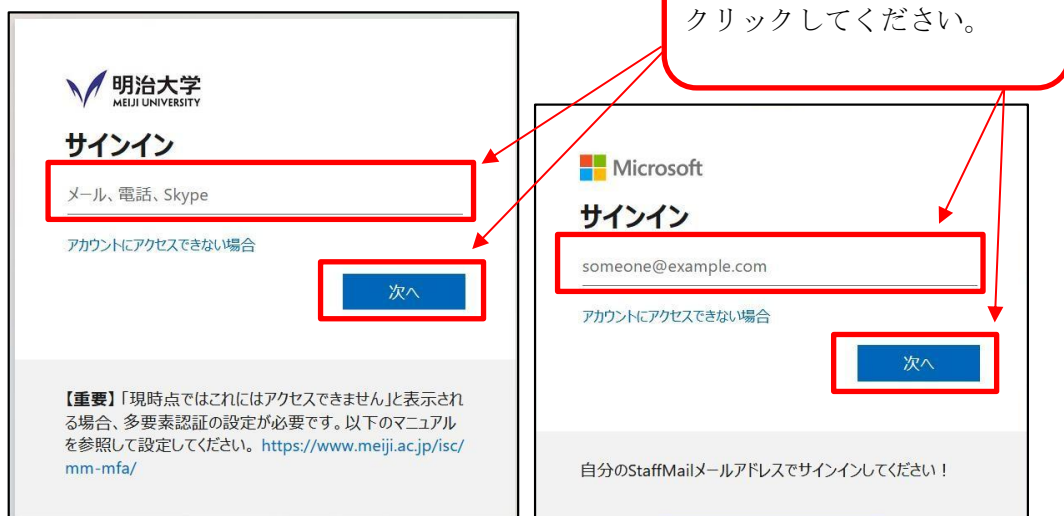 クリックしてください。
明治大学
MEIJI UNIVERSITY
サインイン
メール、電話、Skype
アカウントにアクセスできない場合
次へ
【重要】「現時点ではこれにはアクセスできません」と表示され
る場合、多要素認証の設定が必要です。以下のマニュアル
を参照して設定してください。 https://www.meiji.ac.jp/isc/
mm-mfa/
Microsoft
サインイン
someone@example.com
アカウントにアクセスできない場合
次へ
自分のStaffMailメールアドレスでサインインしてください！